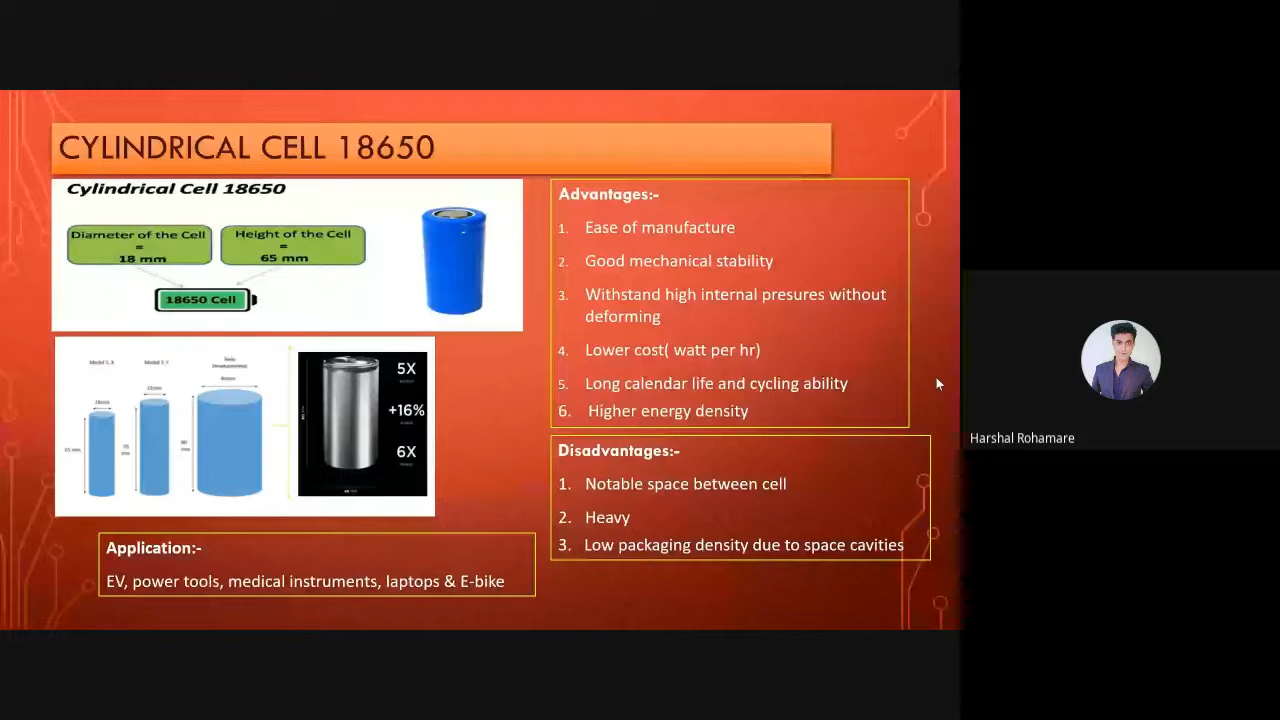 CYLINDRICAL CELL 18650
Cylindrical Cell 18650
Diameter of the Cell
=
18 mm
Height of the Cell
=
65 mm
18650 Cell
5X
+16%
6X
Application:-
EV, power tools, medical instruments, laptops & E-bike
Advantages:-
1. Ease of manufacture
2. Good mechanical stability
3. Withstand high internal presures without
deforming
4. Lower cost( watt per hr)
5. Long calendar life and cycling ability
6. Higher energy density
Disadvantages:-
1. Notable space between cell
2. Heavy
3. Low packaging density due to space cavities
Harshal Rohamare